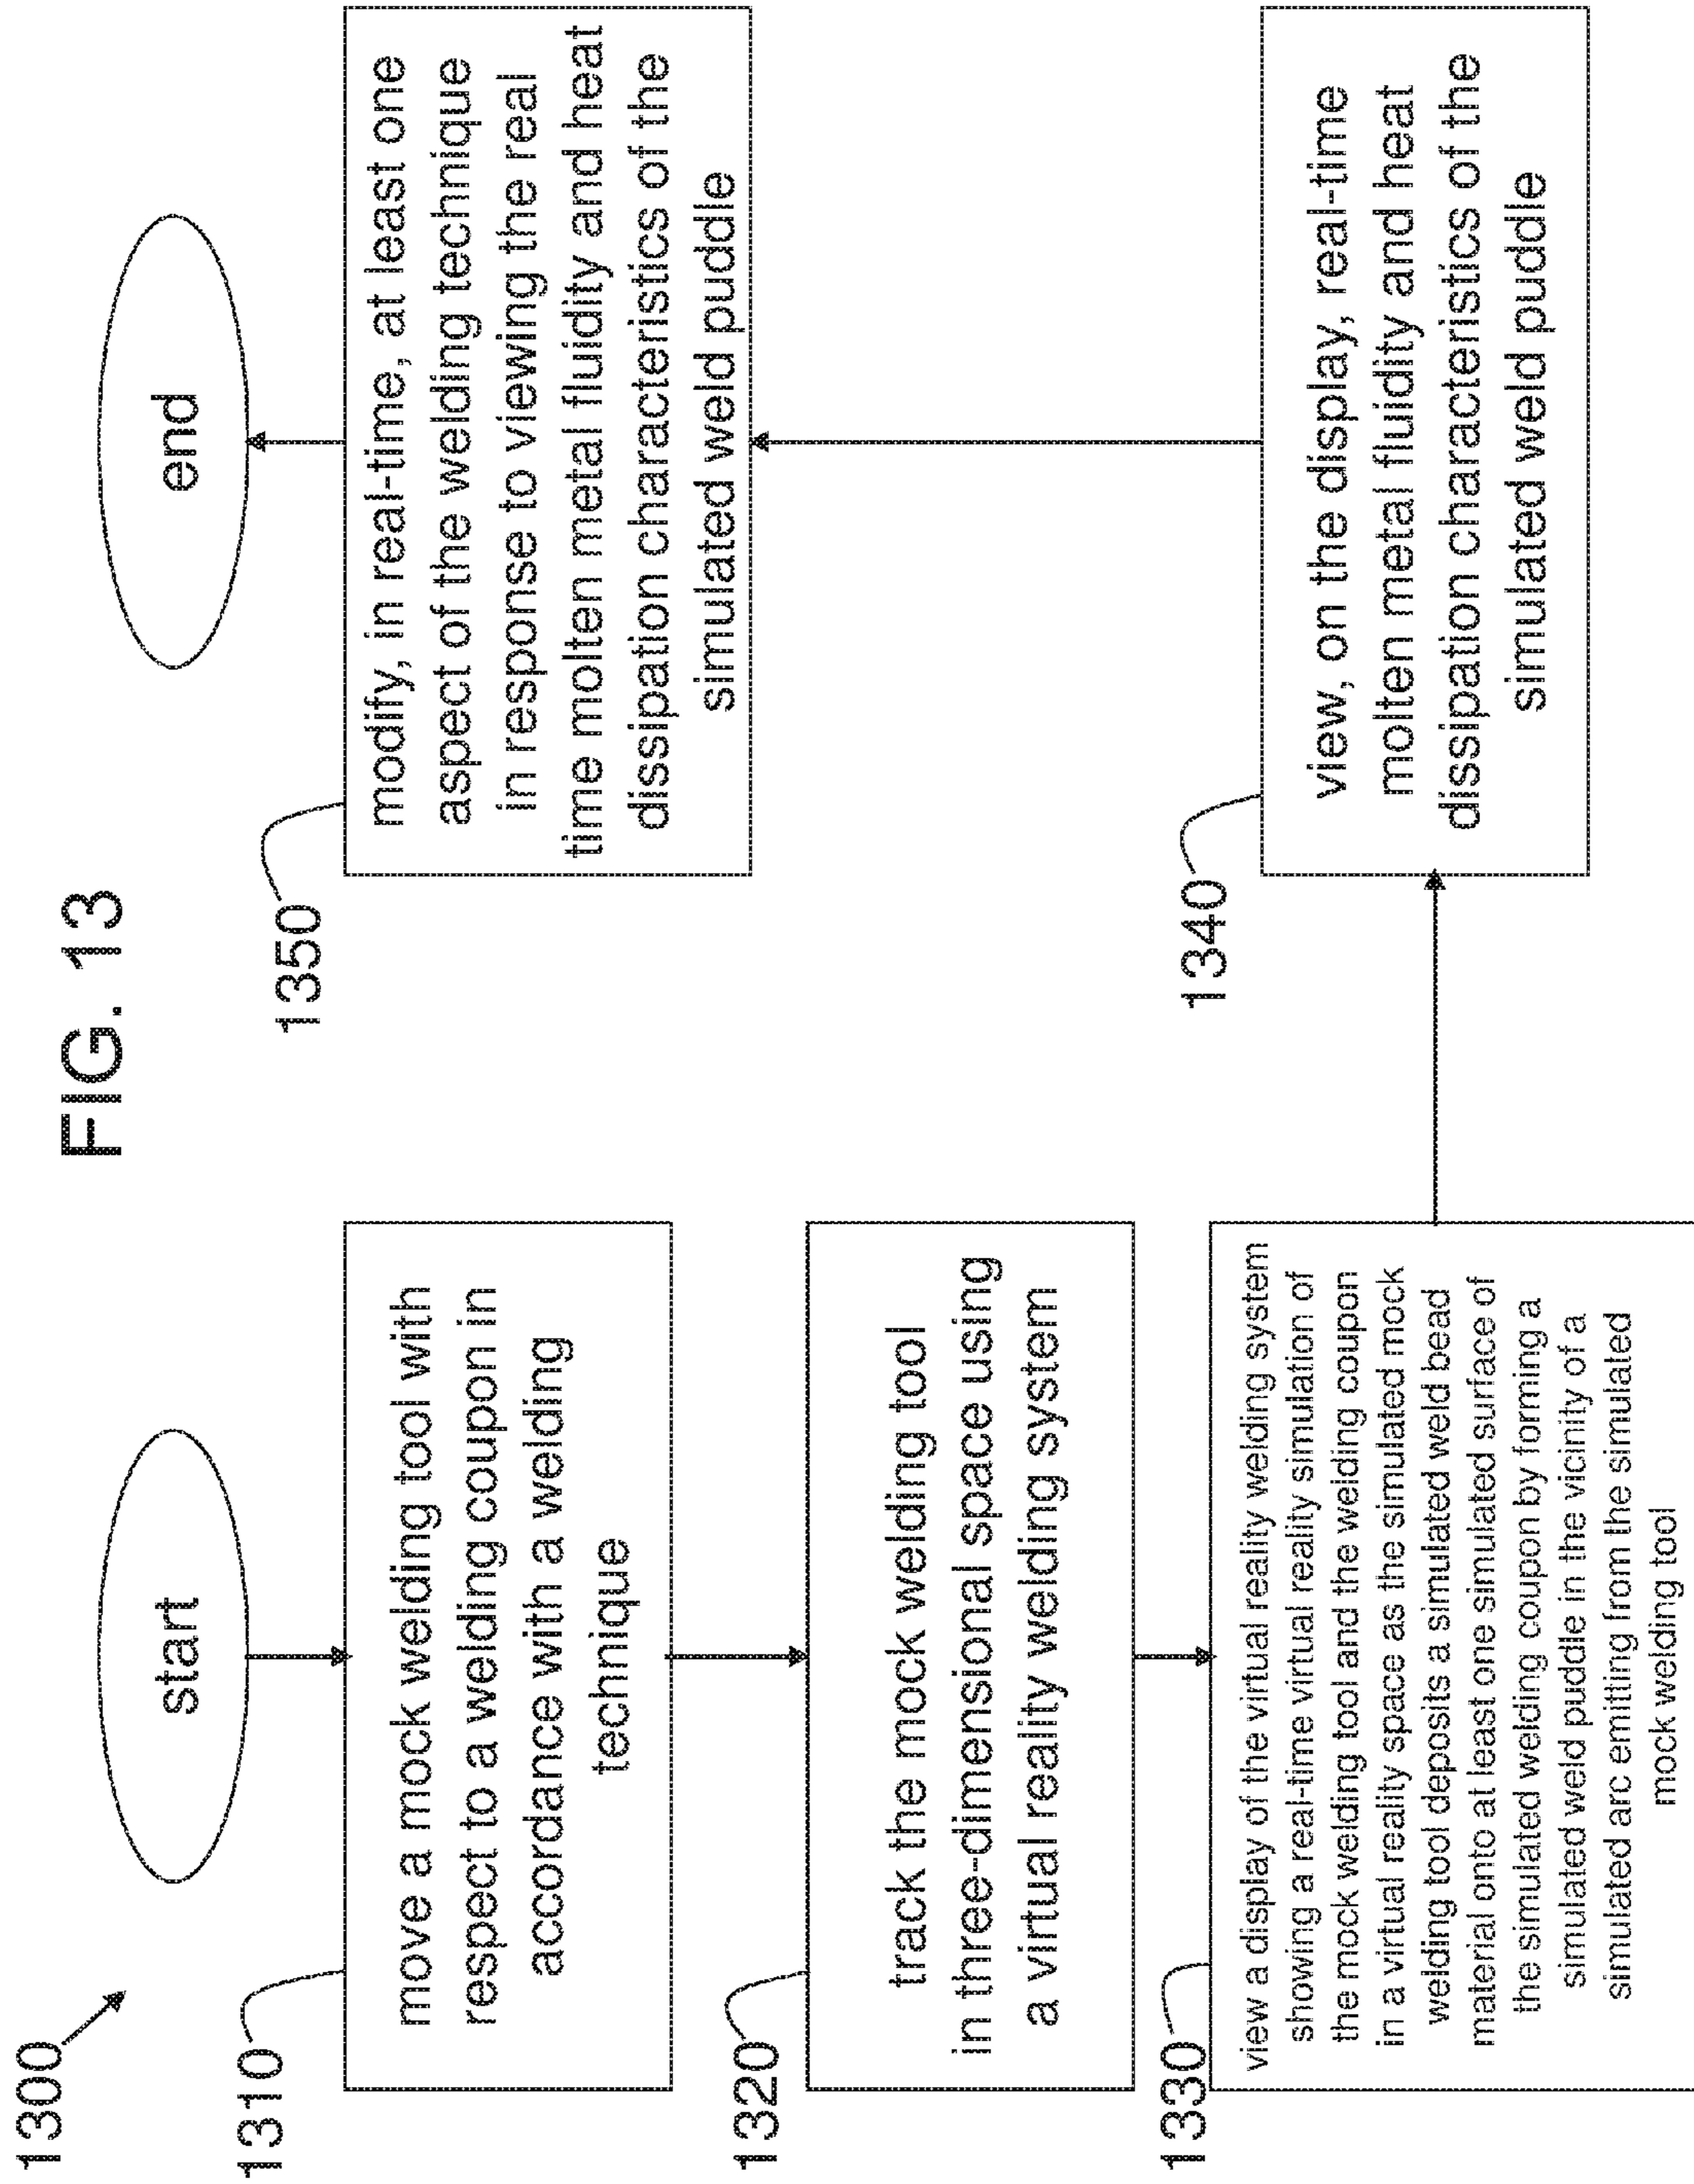 FIG. 13
1300
start
1310
move a mock welding tool with
respect to a welding coupon in
accordance with a welding
technique
1320
track the mock welding tool
in three-dimensional space using
a virtual reality welding system
1330
view a display of the virtual reality welding system
showing a real-time virtual reality simulation of
the mock welding tool and the welding coupon
in a virtual reality space as the simulated mock
welding tool deposits a simulated weld bead
material onto at least one simulated surface of
the simulated welding coupon by forming a
simulated weld puddle in the vicinity of a
simulated arc emitting from the simulated
mock welding tool
1340
view, on the display, real-time
molten metal fluidity and heat
dissipation characteristics of the
simulated weld puddle
1350
modify, in real-time, at least one
aspect of the welding technique
in response to viewing the real
time molten metal fluidity and heat
dissipation characteristics of the
simulated weld puddle
end